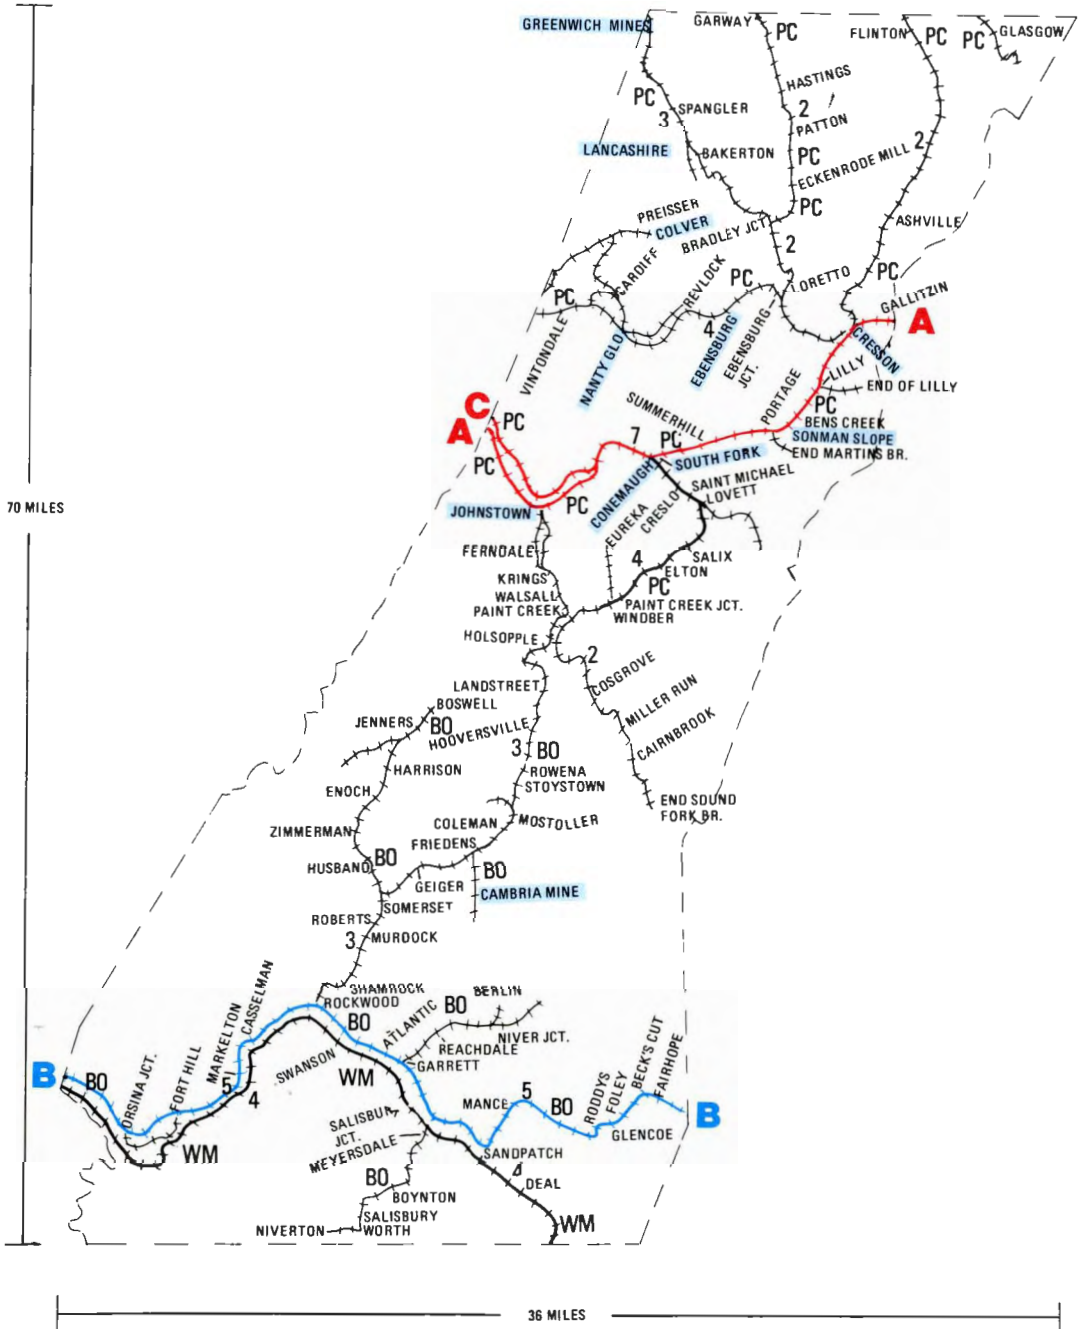 GREENWICH MINES
GARWAY
PC
FLINTON
PC
PC
GLASGOW
HASTINGS
PC
SPANGLER
3
2
PATTON
LANCASHIRE
BAKERTON
PC
ECKENRODE MILL
2
PREISSER
COLVER
BRADLEY JCT.
PC
2
ASHVILLE
CARDIFF
REVLOCK
PC
LORETTO
PC
GALLITZIN
PC
VINTONDALE
NANTY GLO
4
EBENSBURG
EBENSBURG
JCT.
A
CRESSON
LILLY
END OF LILLY
PORTAGE
PC
BENS CREEK
SONMAN SLOPE
END MARTINS BR.
C
A
PC
PC
SUMMERHILL
7
PC
SOUTH FORK
CONEMAUGH
SAINT MICHAEL
LOVETT
CRESLO
EUREKA
70 MILES
JOHNSTOWN
PC
FERNDALE
KRINGS
WALSALL
PAINT CREEK
4
SALIX
ELTON
PC
PAINT CREEK JCT.
WINDBER
HOLSOPPLE
2
COSGROVE
LANDSTREET
BOSWELL
JENNERS
BO
HOOVERSVILLE
MILLER RUN
CAIRNBROOK
3
BO
HARRISON
ROWENA
STOYSTOWN
ENOCH
END SOUND
FORK BR.
COLEMAN
MOSTOLLER
ZIMMERMAN
FRIEDENS
HUSBAND
BO
BO
GEIGER
CAMBRIA MINE
SOMERSET
ROBERTS
3
MURDOCK
SHAMROCK
ROCKWOOD
CASSELMAN
MARKELTON
BO
ATLANTIC
BO
BERLIN
NIVER JCT.
REACHDALE
GARRETT
B
BO
ORSINA JCT.
FORT HILL
5
4
SWANSON
WM
WM
MANCE
5
BO
RODDYS
FOLEY
BECK'S CUT
FAIRHOPE
B
GLENCOE
SALISBURY
JCT.
MEYERSDALE
SANDPATCH
4
DEAL
BO
BOYNTON
SALISBURY
WORTH
NIVERTON
WM
36 MILES